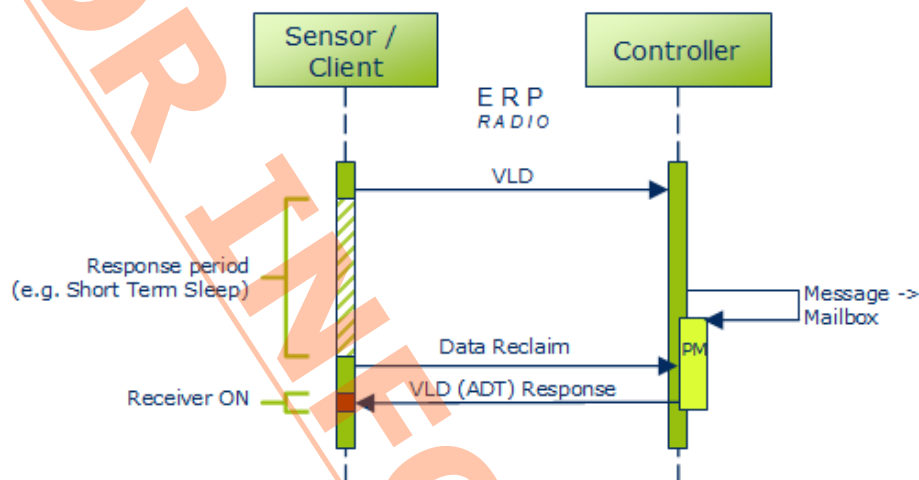 Sensor /
Client
Controller
E R P
RADIO
VLD
Response period
(e.g. Short Term Sleep)
Message ->
Mailbox
PM
Data Reclaim
VLD (ADT) Response
Receiver ON